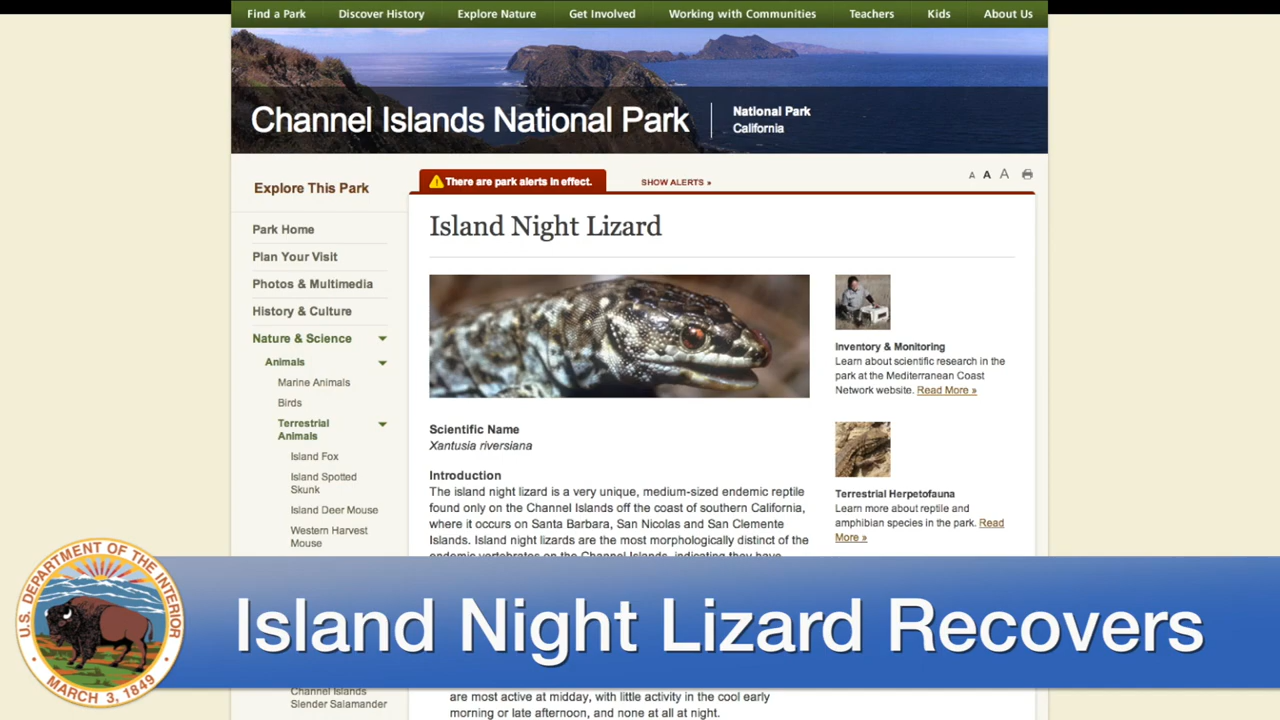 Find a Park Discover History Explore Nature Get Involved Working with Communities Teachers Kids About Us
Channel Islands National Park
National Park
California
Explore This Park
There are park alerts in effect.
SHOW ALERTS »
A A A
Park Home
Plan Your Visit
Photos & Multimedia
History & Culture
Nature & Science
Animals
Marine Animals
Birds
Terrestrial
Animals
Island Fox
Island Spotted
Skunk
Island Deer Mouse
Western Harvest
Mouse
Channel Islands
Slender Salamander
Island Night Lizard
Scientific Name
Xantusia riversiana
Introduction
The island night lizard is a very unique, medium-sized endemic reptile
found only on the Channel Islands off the coast of southern California,
where it occurs on Santa Barbara, San Nicolas and San Clemente
Islands. Island night lizards are the most morphologically distinct of the
endemic vertebrates on the Channel Islands, indicating they have
are most active at midday, with little activity in the cool early
morning or late afternoon, and none at all at night.
Inventory & Monitoring
Learn about scientific research in the
park at the Mediterranean Coast
Network website. Read More »
Terrestrial Herpetofauna
Learn more about reptile and
amphibian species in the park. Read
More »
U.S. DEPARTMENT OF THE INTERIOR
MARCH 3, 1849
Island Night Lizard Recovers